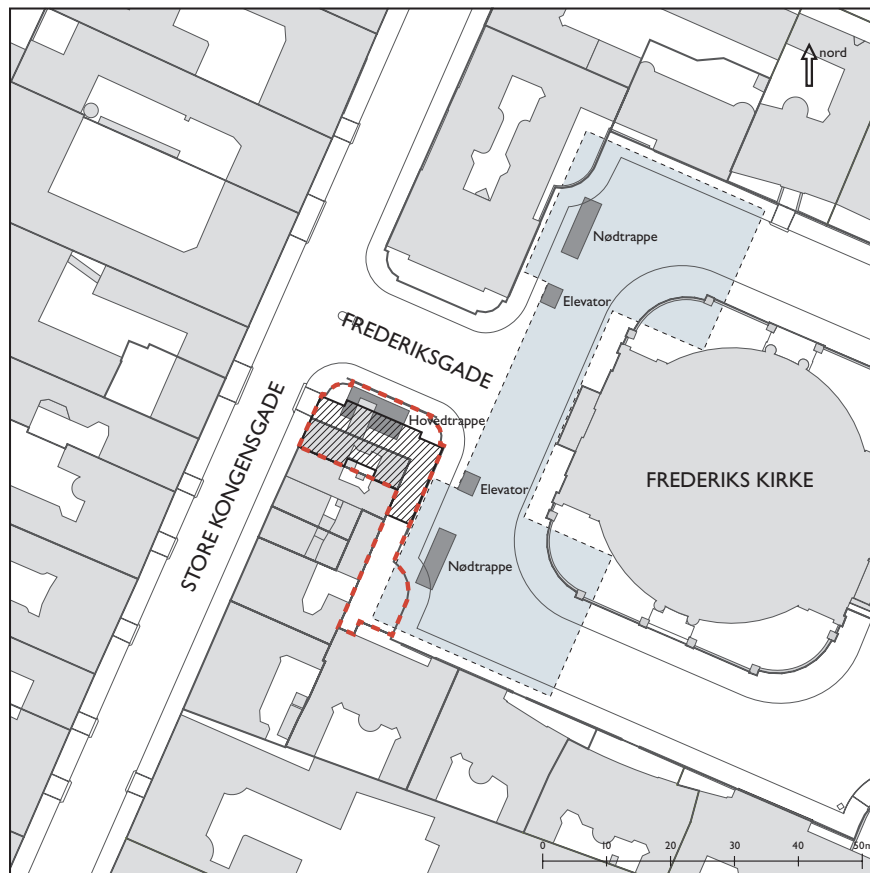 nord
Nødtrappe
Elevator
FREDERIKSGADE
Hovedtrappe
STORE KONGENSGADE
FREDERIKS KIRKE
Elevator
Nødtrappe
0 10 20 30 40 50m